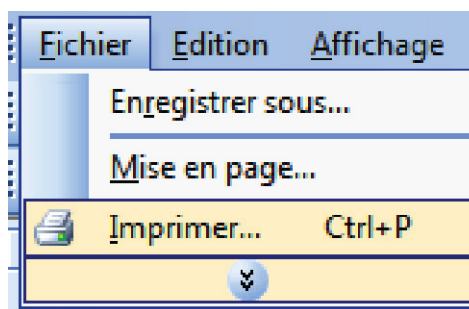 Fichier Edition Affichage
Enregistrer sous...
Mise en page...
Imprimer... Ctrl+P